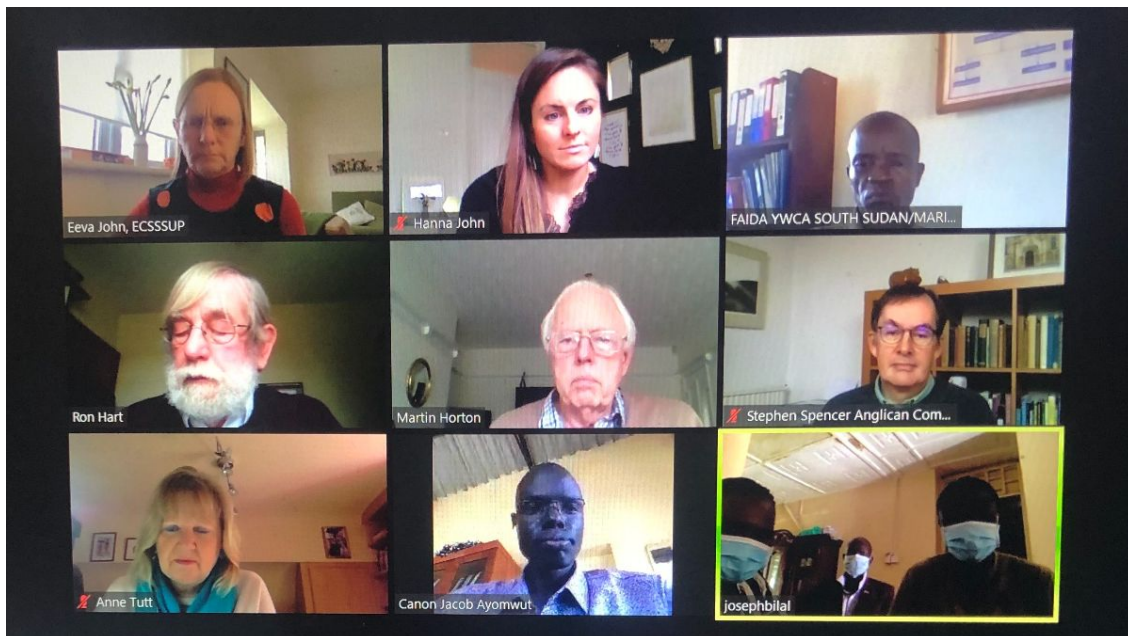 Eeva John, ECSSSUP
Hanna John
FAIDA YWCA SOUTH SUDAN/MARI...
Ron Hart
Martin Horton
Stephen Spencer Anglican Com...
Anne Tutt
Canon Jacob Ayomwut
josephbilal